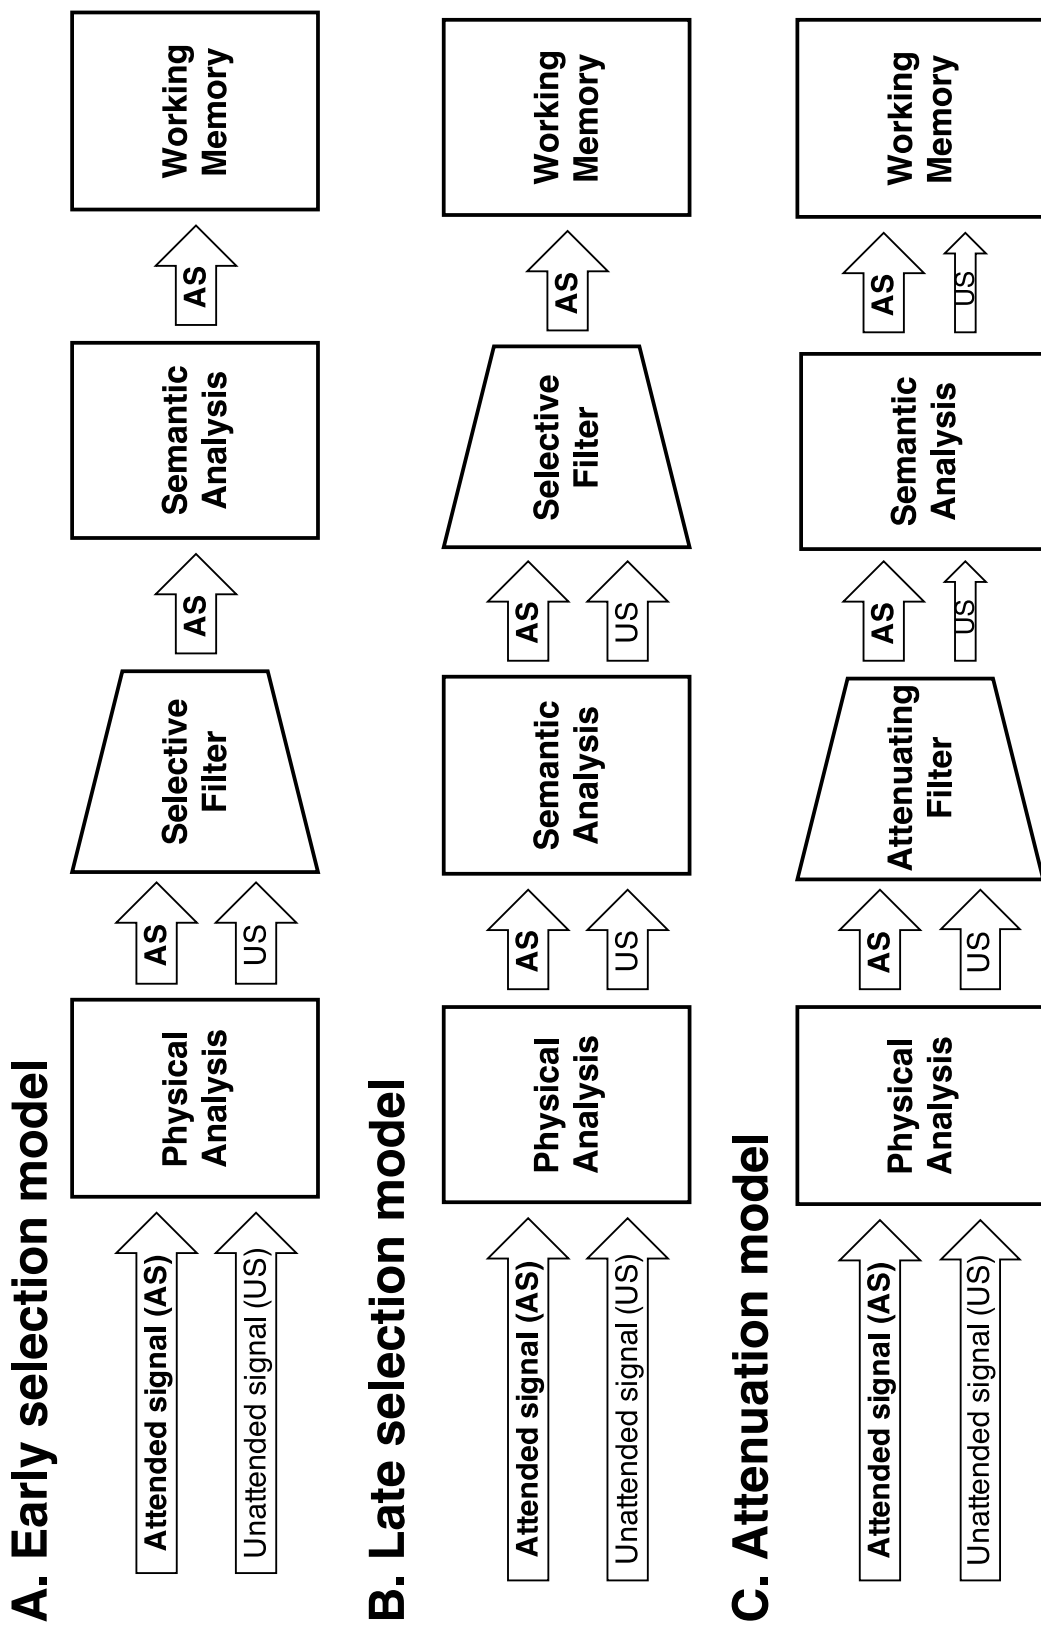 A. Early selection model
Attended signal (AS)
Unattended signal (US)
Physical
Analysis
AS
US
Selective
Filter
AS
Semantic
Analysis
AS
Working
Memory
B. Late selection model
Attended signal (AS)
Unattended signal (US)
Physical
Analysis
AS
US
Semantic
Analysis
AS
US
Selective
Filter
AS
Working
Memory
C. Attenuation model
Attended signal (AS)
Unattended signal (US)
Physical
Analysis
AS
US
Attenuating
Filter
AS
US
Semantic
Analysis
AS
US
Working
Memory